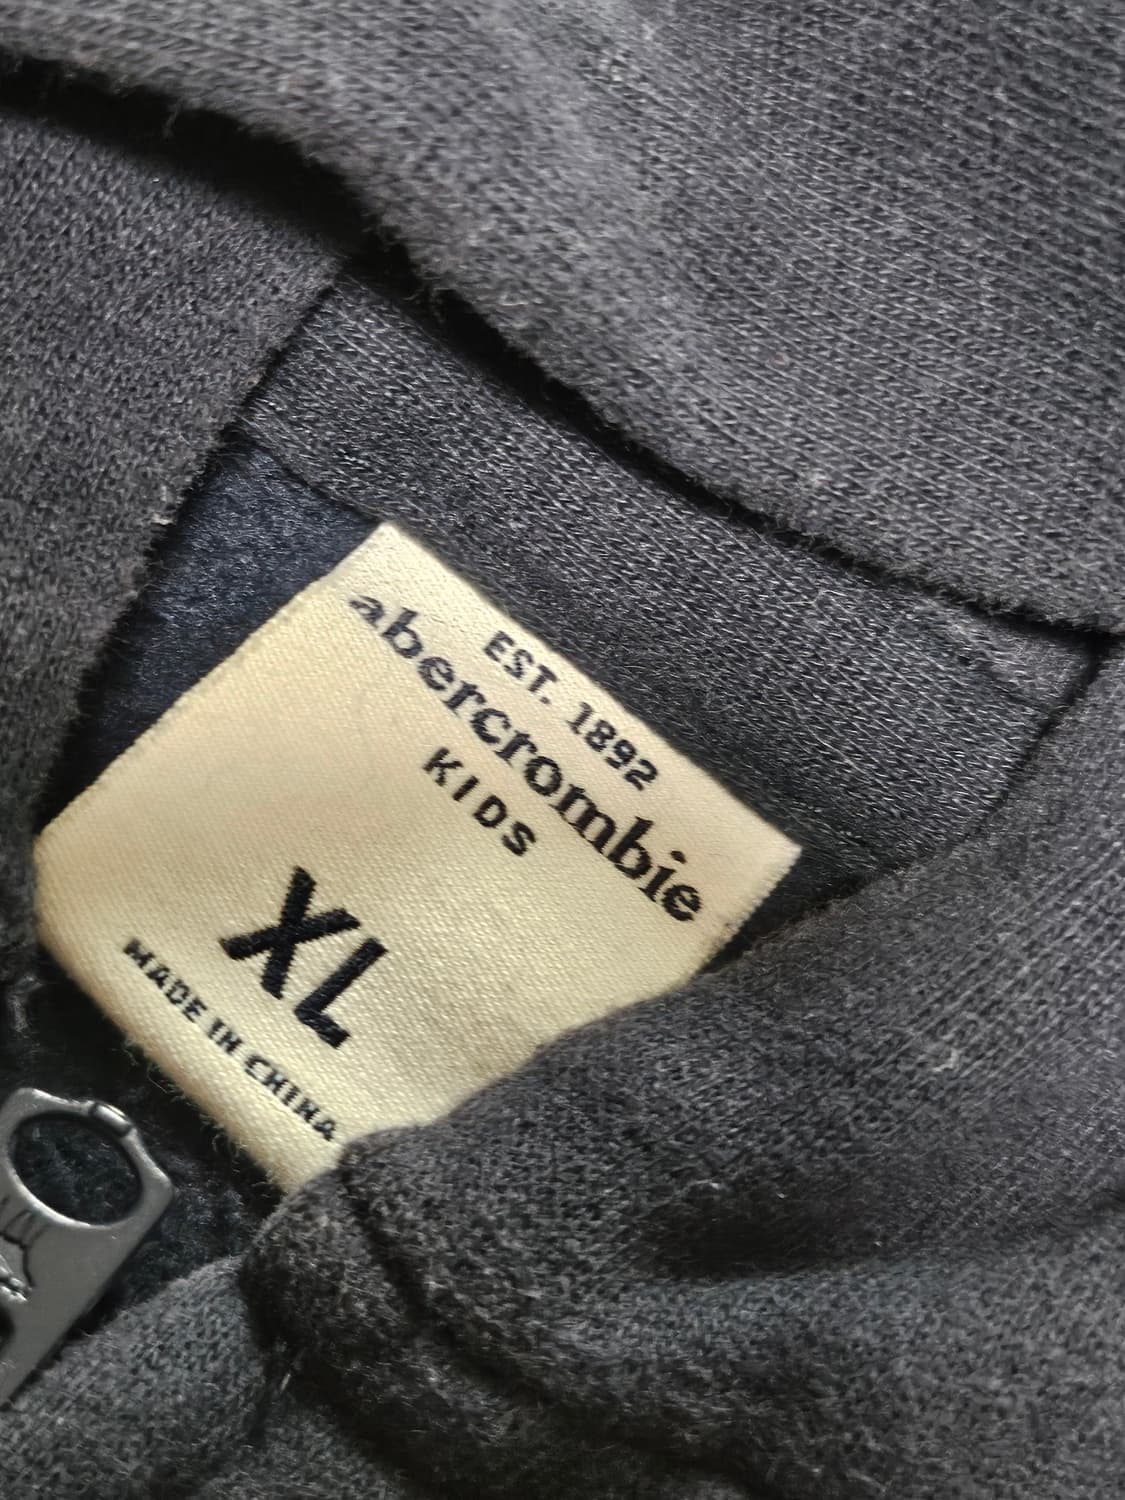 EST. 1892
abercrombie
KIDS
XL
MADE IN CHINA